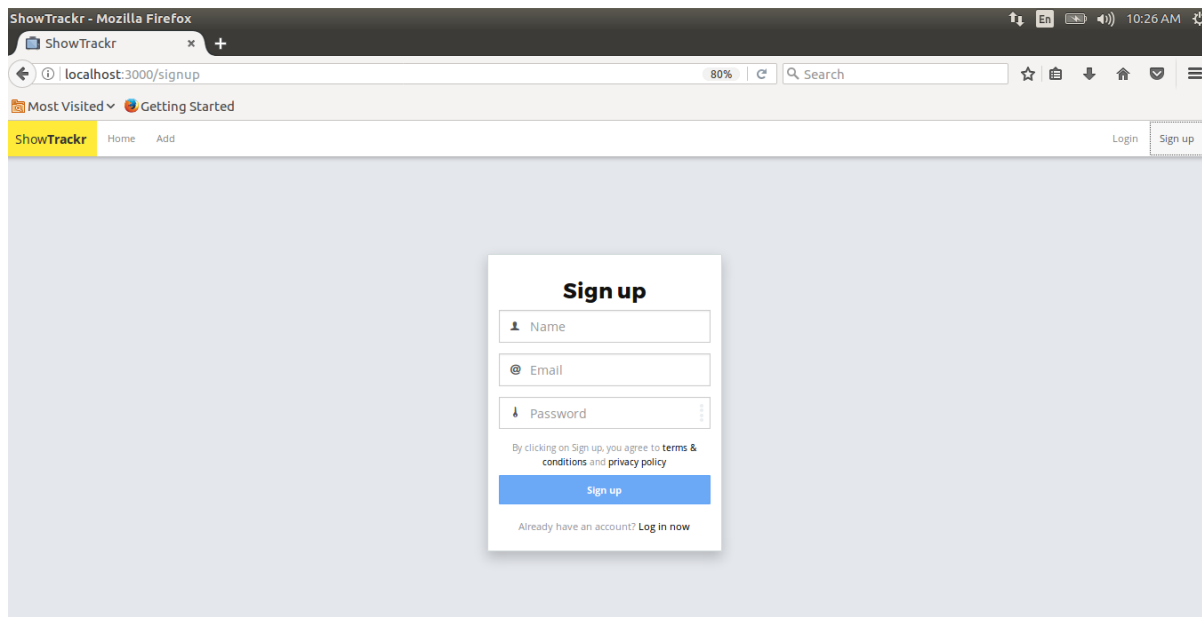 ShowTrackr - Mozilla Firefox
En
10:26 AM
ShowTrackr
localhost:3000/signup
80%
Search
Most Visited
Getting Started
ShowTrackr
Home
Add
Login
Sign up
Sign up
Name
@ Email
Password
By clicking on Sign up, you agree to terms &
conditions and privacy policy
Sign up
Already have an account? Log in now